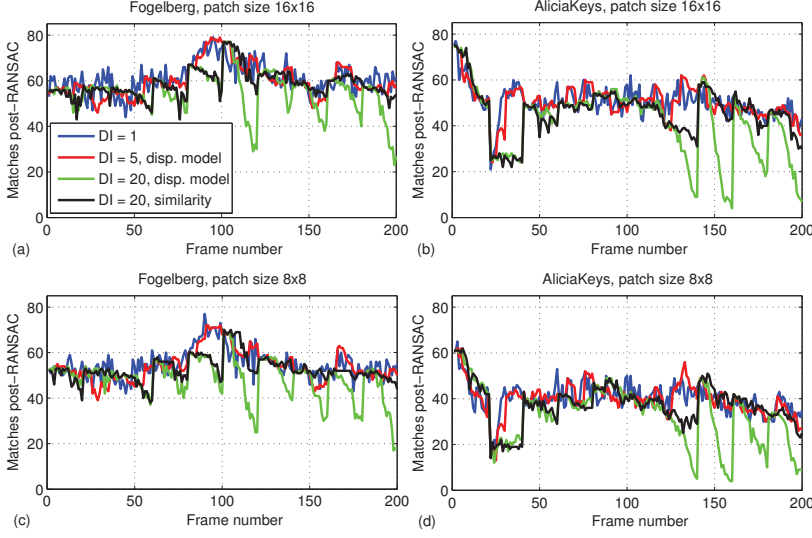 Fogelberg, patch size 16x16
Matches post−RANSAC
80
60
40
20
0
0 50 100 150 200
Frame number
(a)
DI = 1
DI = 5, disp. model
DI = 20, disp. model
DI = 20, similarity
AliciaKeys, patch size 16x16
Matches post−RANSAC
80
60
40
20
0
0 50 100 150 200
Frame number
(b)
Fogelberg, patch size 8x8
Matches post−RANSAC
80
60
40
20
0
0 50 100 150 200
Frame number
(c)
AliciaKeys, patch size 8x8
Matches post−RANSAC
80
60
40
20
0
0 50 100 150 200
Frame number
(d)